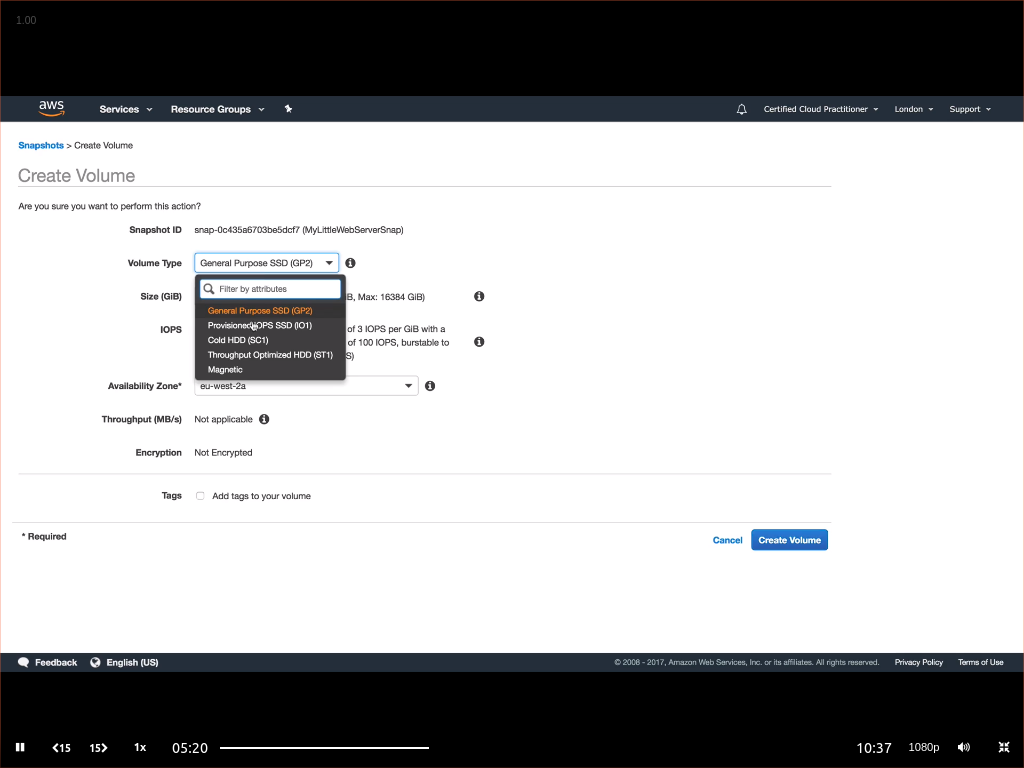 1.00
aws Services Resource Groups Certified Cloud Practitioner London Support
Snapshots > Create Volume
Create Volume
Are you sure you want to perform this action?
Snapshot ID snap-0c435a6703be5dcf7 (MyLittleWebServerSnap)
Volume Type General Purpose SSD (GP2)
Filter by attributes
Size (GiB) B, Max: 16384 GiB)
General Purpose SSD (GP2)
Provisioned IOPS SSD (IO1)
IOPS of 3 IOPS per GiB with a
Cold HDD (SC1) of 100 IOPS, burstable to
Throughput Optimized HDD (ST1) S)
Magnetic
Availability Zone* eu-west-2a
Throughput (MB/s) Not applicable
Encryption Not Encrypted
Tags Add tags to your volume
* Required
Cancel Create Volume
Feedback English (US) © 2008 - 2017, Amazon Web Services, Inc. or its affiliates. All rights reserved. Privacy Policy Terms of Use
15 15 1x 05:20 10:37 1080p